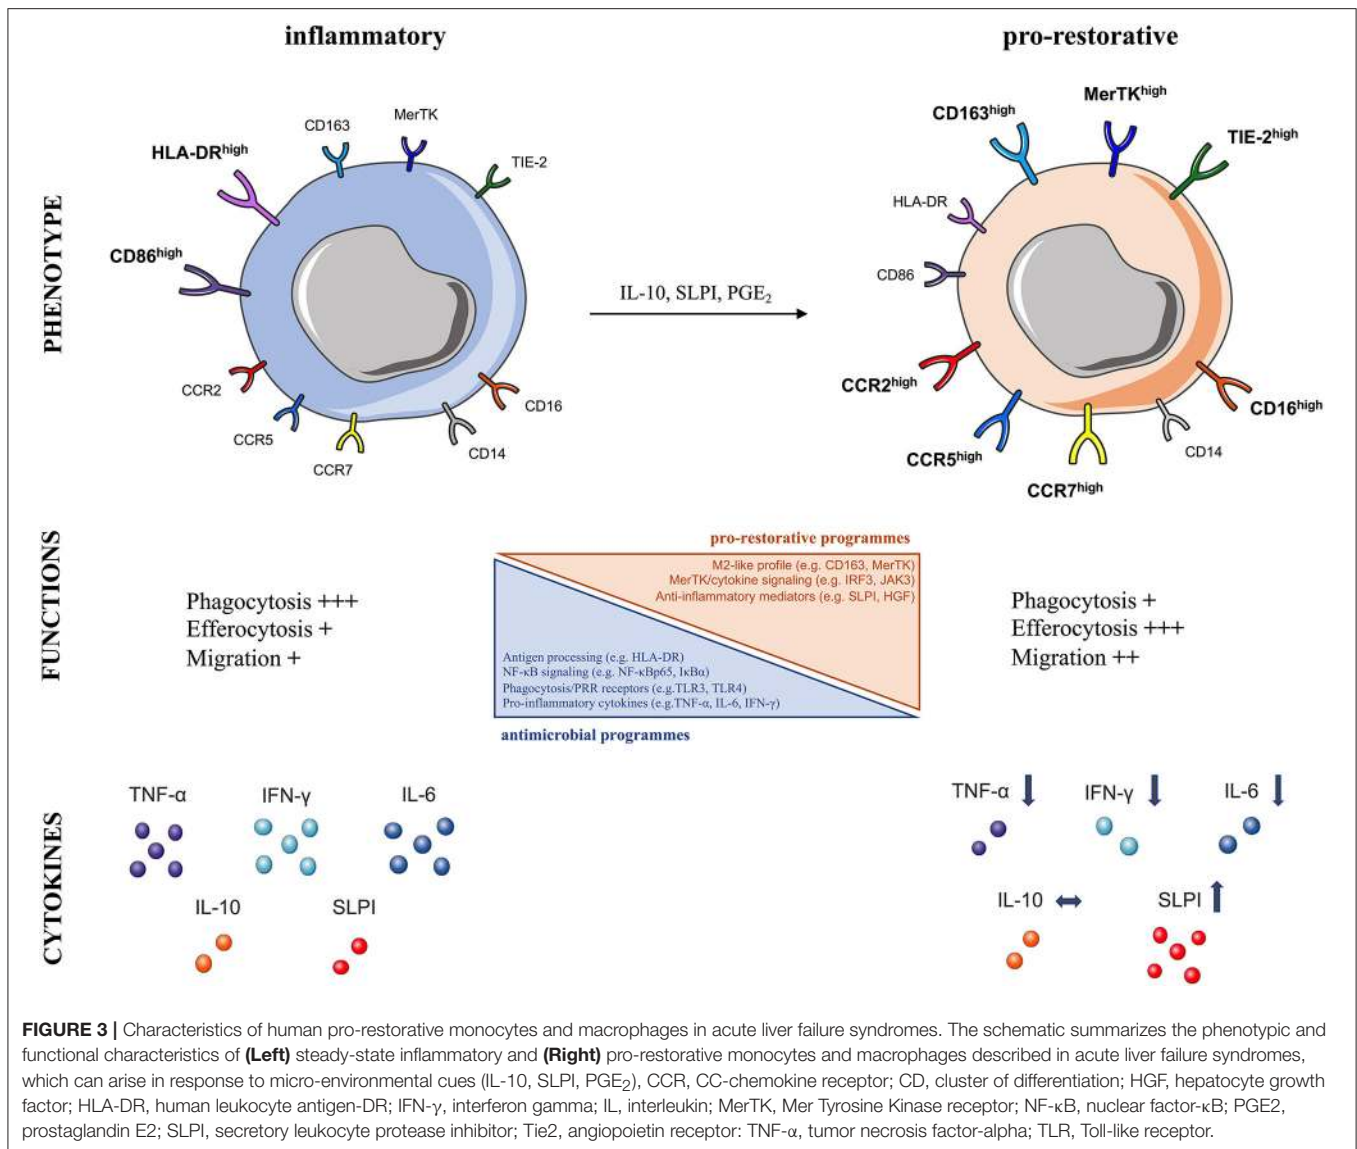 inflammatory
pro-restorative
PHENOTYPE
HLA-DRhigh
CD163
MerTK
TIE-2
CD86high
CCR2
CCR5
CCR7
CD14
CD16
IL-10, SLPI, PGE2
CD163high
MerTKhigh
TIE-2high
HLA-DR
CD86
CCR2high
CCR5high
CCR7high
CD14
CD16high
FUNCTIONS
Phagocytosis +++
Efferocytosis +
Migration +
pro-restorative programmes
M2-like profile (e.g. CD163, MerTK)
MerTK/cytokine signaling (e.g. IRF3, JAK3)
Anti-inflammatory mediators (e.g. SLPI, HGF)
Antigen processing (e.g. HLA-DR)
NF-κB signaling (e.g. NF-κBp65, IκBα)
Phagocytosis/PRR receptors (e.g.TLR3, TLR4)
Pro-inflammatory cytokines (e.g.TNF-α, IL-6, IFN-γ)
antimicrobial programmes
Phagocytosis +
Efferocytosis +++
Migration ++
CYTOKINES
TNF-α
IFN-γ
IL-6
IL-10
SLPI
TNF-α
IFN-γ
IL-6
IL-10
SLPI
FIGURE 3 | Characteristics of human pro-restorative monocytes and macrophages in acute liver failure syndromes. The schematic summarizes the phenotypic and
functional characteristics of (Left) steady-state inflammatory and (Right) pro-restorative monocytes and macrophages described in acute liver failure syndromes,
which can arise in response to micro-environmental cues (IL-10, SLPI, PGE2), CCR, CC-chemokine receptor; CD, cluster of differentiation; HGF, hepatocyte growth
factor; HLA-DR, human leukocyte antigen-DR; IFN-γ, interferon gamma; IL, interleukin; MerTK, Mer Tyrosine Kinase receptor; NF-κB, nuclear factor-κB; PGE2,
prostaglandin E2; SLPI, secretory leukocyte protease inhibitor; Tie2, angiopoietin receptor: TNF-α, tumor necrosis factor-alpha; TLR, Toll-like receptor.